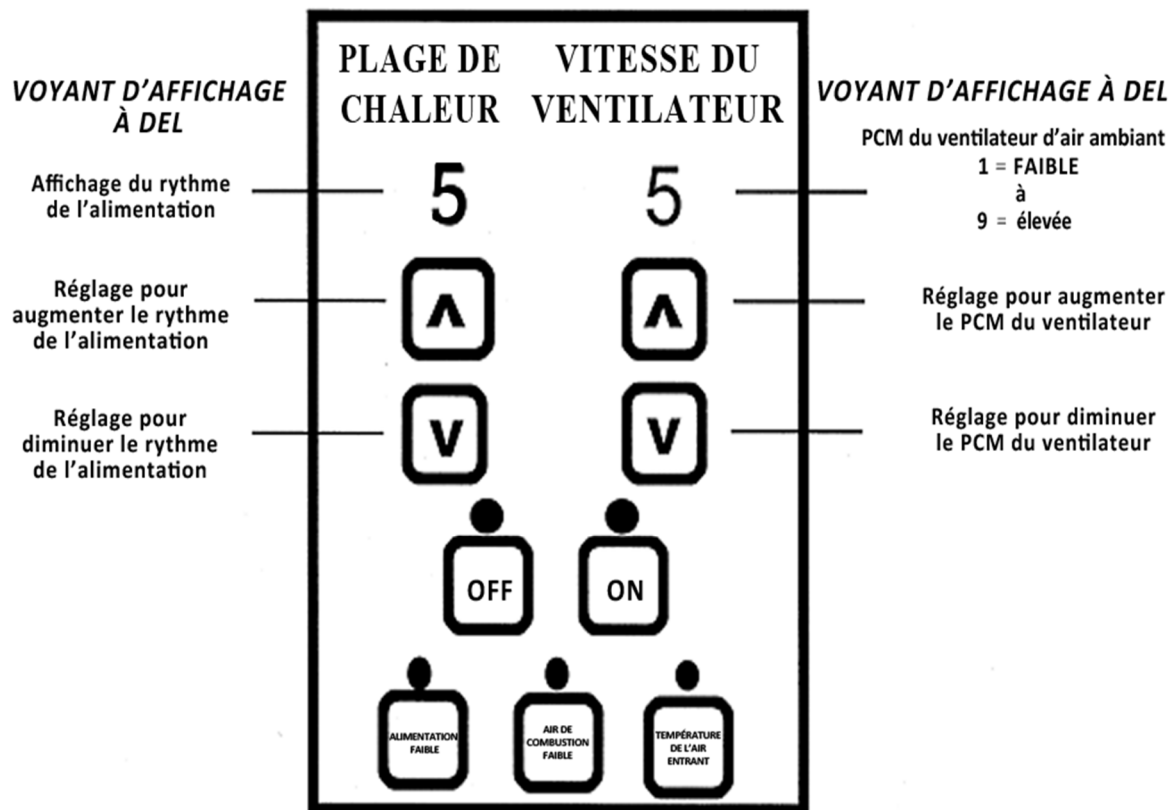 PLAGE DE
CHALEUR
VITESSE DU
VENTILATEUR
VOYANT D'AFFICHAGE
À DEL
VOYANT D'AFFICHAGE À DEL
Affichage du rythme
de l'alimentation
5
5
PCM du ventilateur d'air ambiant
1 = FAIBLE
à
9 = élevée
Réglage pour
augmenter le rythme
de l'alimentation
Λ
Λ
Réglage pour augmenter
le PCM du ventilateur
Réglage pour
diminuer le rythme
de l'alimentation
V
V
Réglage pour diminuer
le PCM du ventilateur
OFF
ON
ALIMENTATION
FAIBLE
AIR DE
COMBUSTION
FAIBLE
TEMPÉRATURE
DE L'AIR
ENTRANT